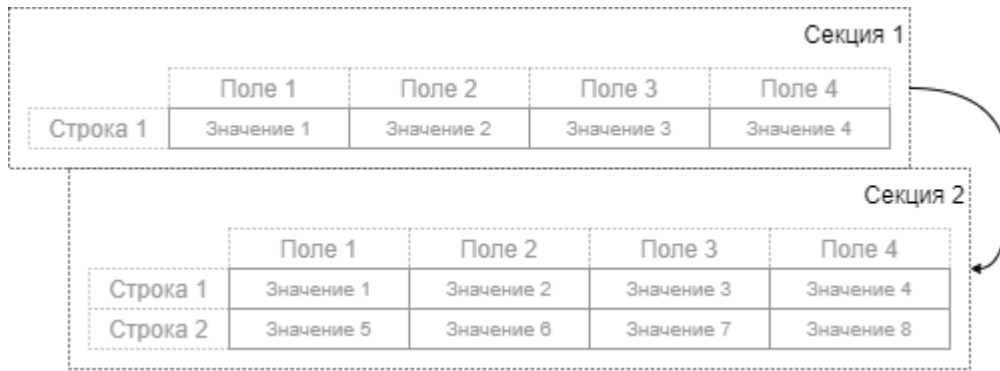 Секция 1
Поле 1 Поле 2 Поле 3 Поле 4
Строка 1 Значение 1 Значение 2 Значение 3 Значение 4
Секция 2
Поле 1 Поле 2 Поле 3 Поле 4
Строка 1 Значение 1 Значение 2 Значение 3 Значение 4
Строка 2 Значение 5 Значение 6 Значение 7 Значение 8